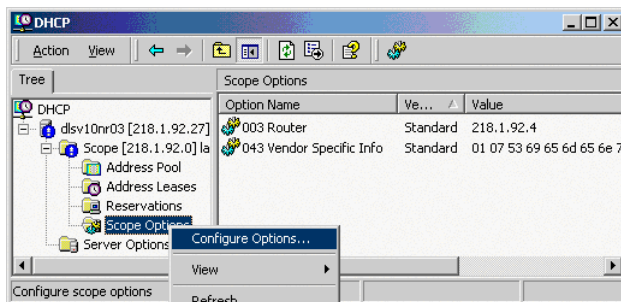 DHCP
Action View
Tree
Scope Options
Option Name Ve... Value
DHCP
dlsv10nr03 [218.1.92.27]
Scope [218.1.92.0] la
Address Pool
Address Leases
Reservations
Scope Options
Server Options
003 Router Standard 218.1.92.4
043 Vendor Specific Info Standard 01 07 53 69 65 6d 65 6e 7
Configure Options...
View
Refresh
Configure scope options